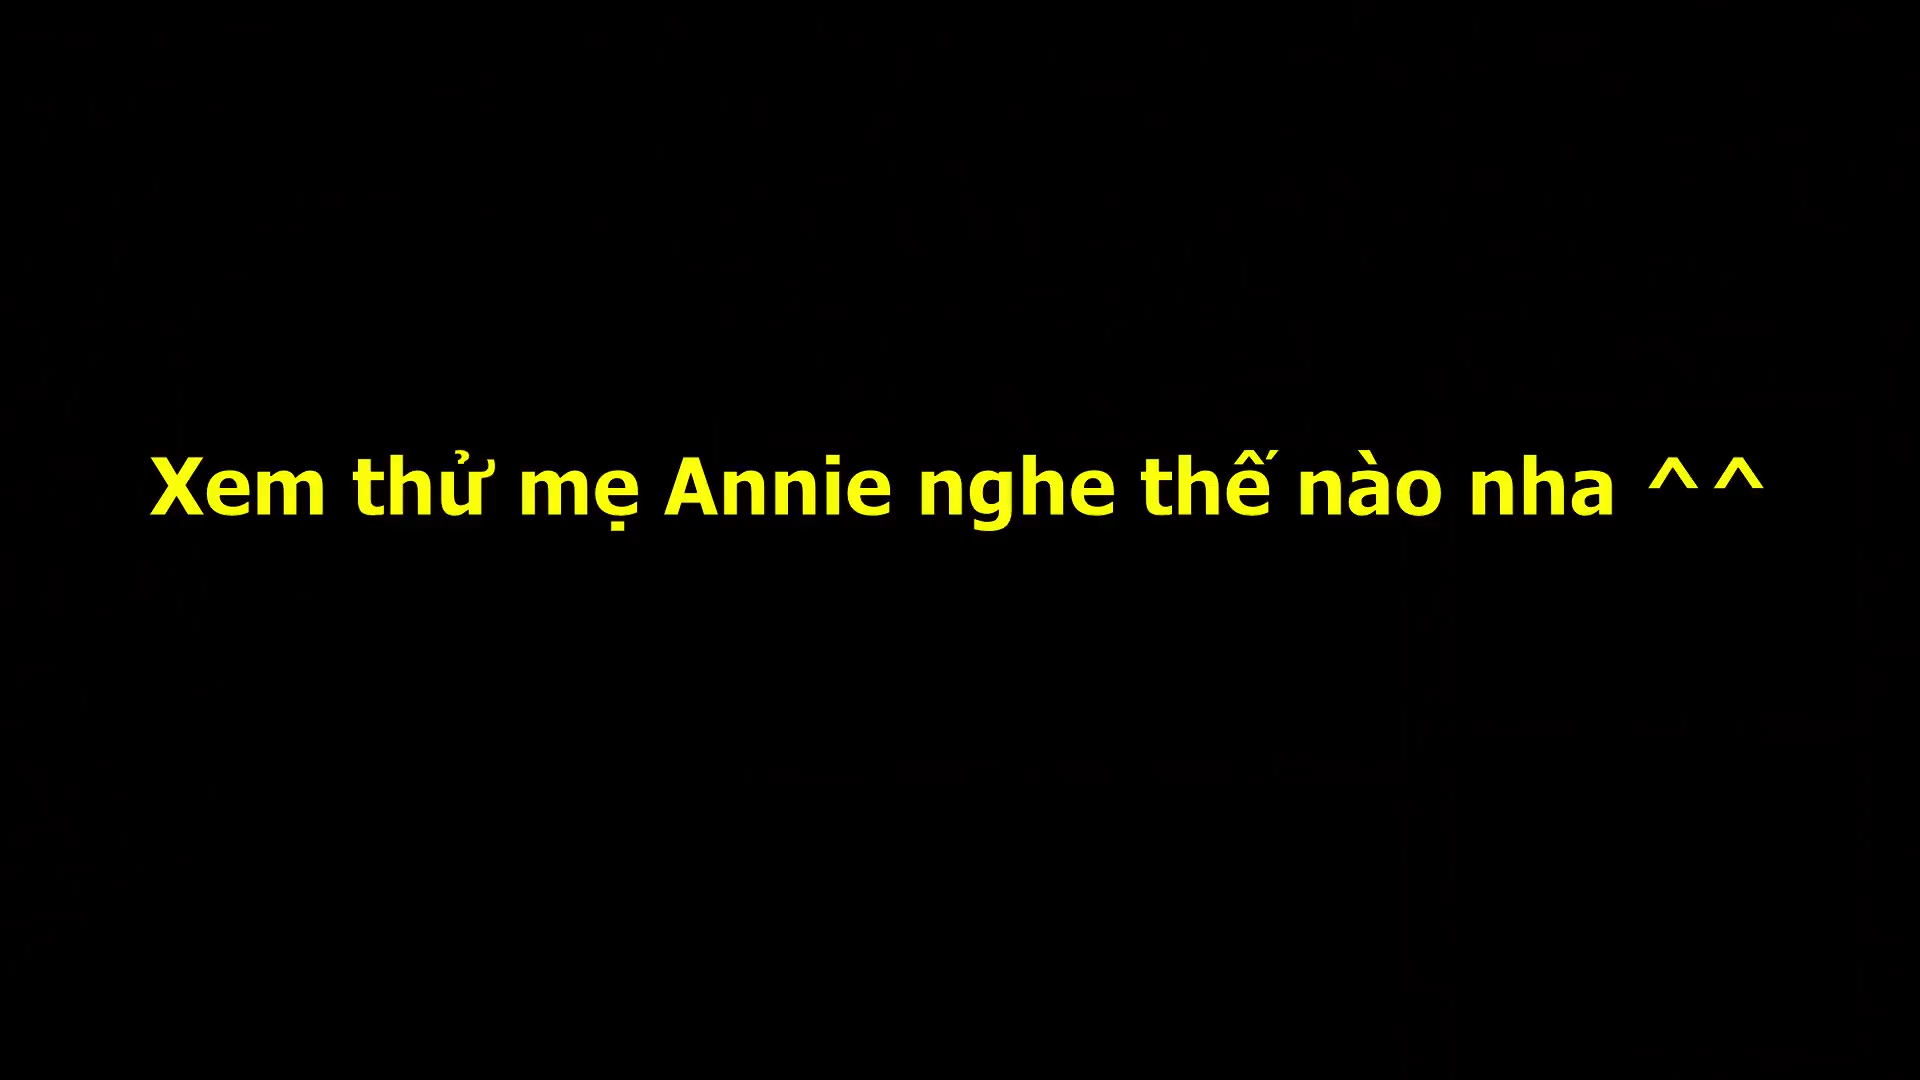 Xem thử mẹ Annie nghe thế nào nha ^^